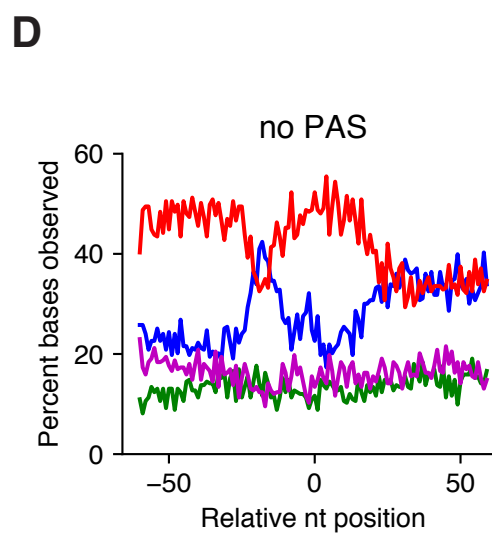 D
no PAS
60
40
20
0
Percent bases observed
−50 0 50
Relative nt position